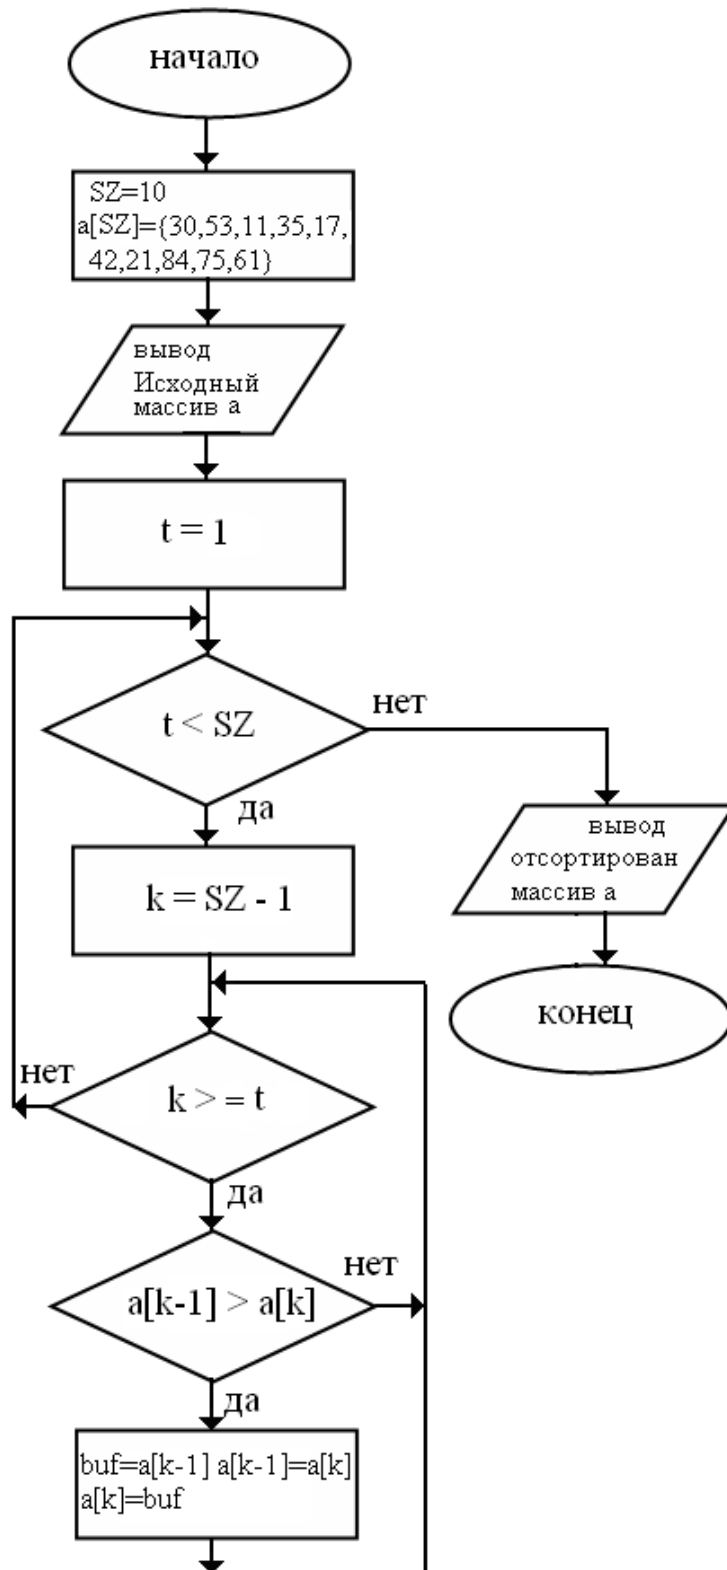 начало
SZ=10
a[SZ]={30,53,11,35,17,
42,21,84,75,61}
вывод
Исходный
массив a
t = 1
t < SZ
нет
да
вывод
отсортирован
массив a
k = SZ - 1
конец
нет
k > = t
да
нет
a[k-1] > a[k]
да
buf=a[k-1] a[k-1]=a[k]
a[k]=buf